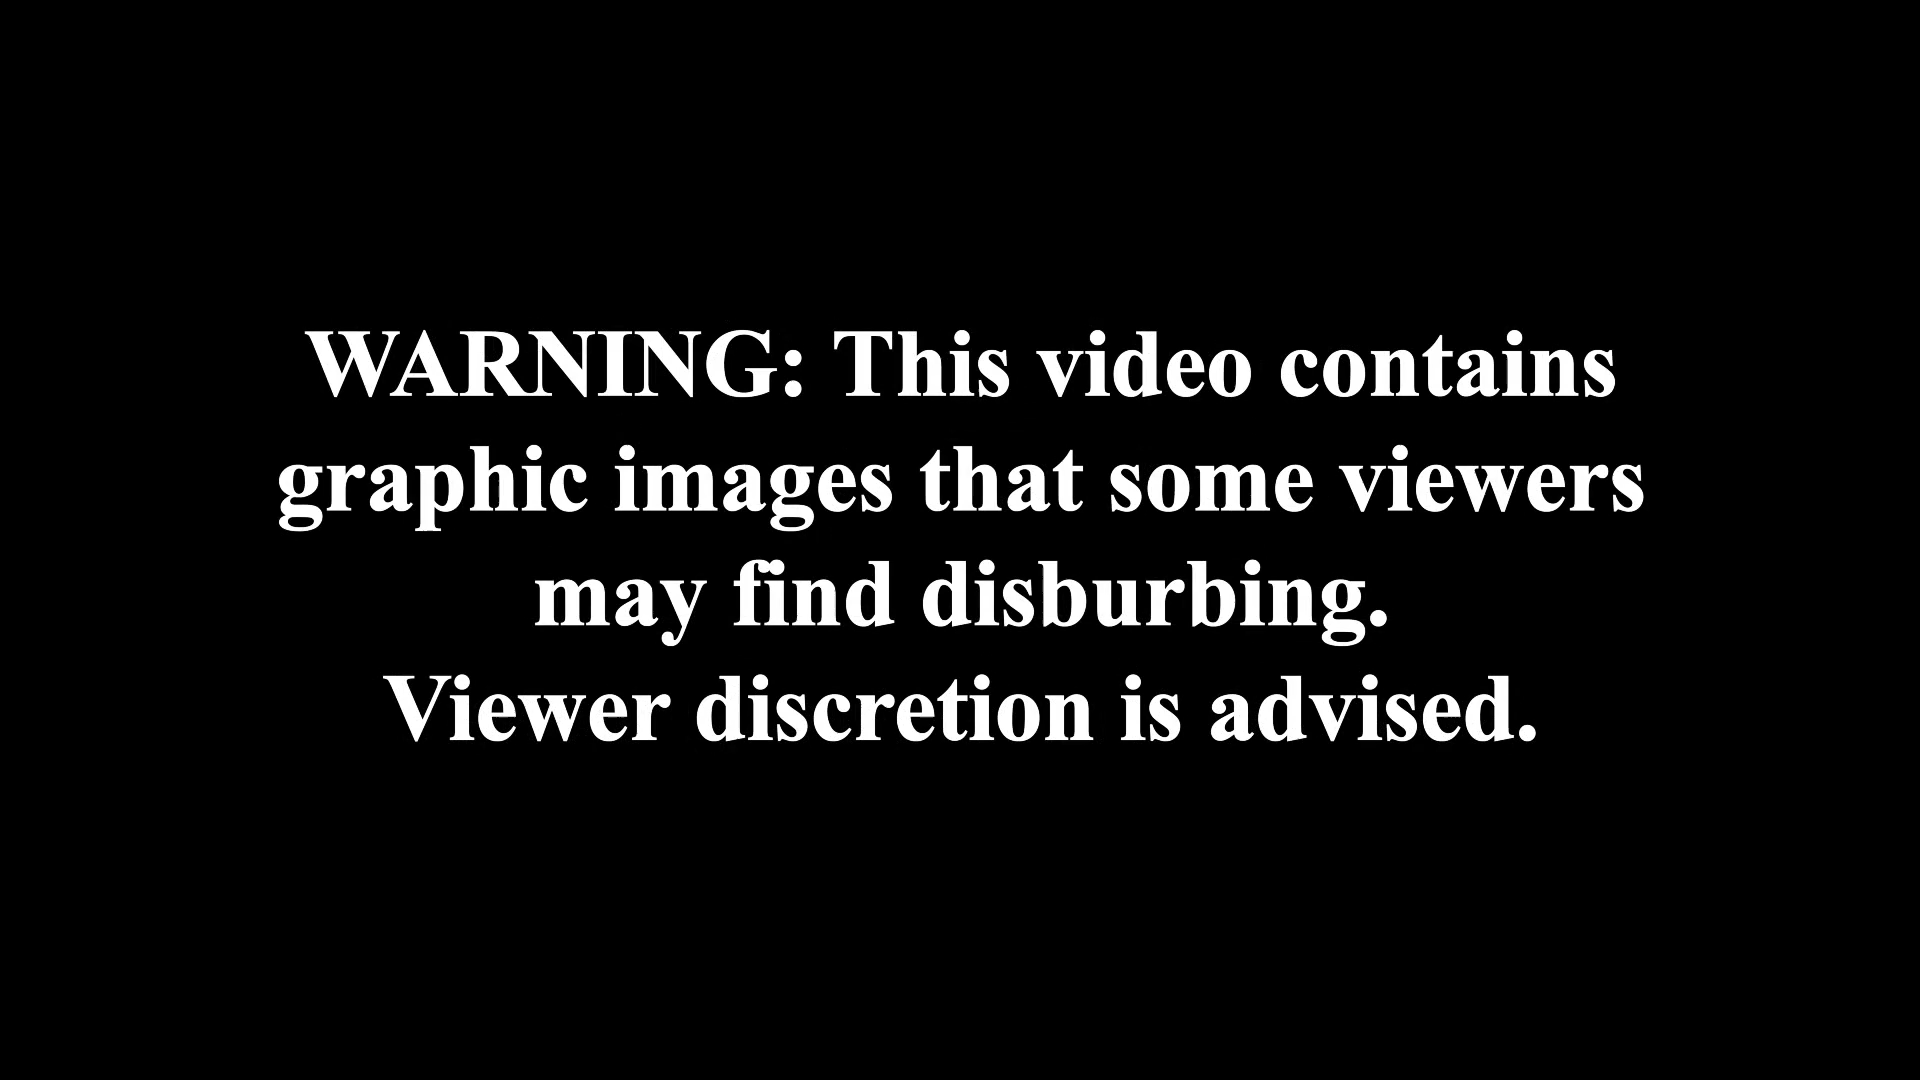 WARNING: This video contains
graphic images that some viewers
may find disburbing.
Viewer discretion is advised.